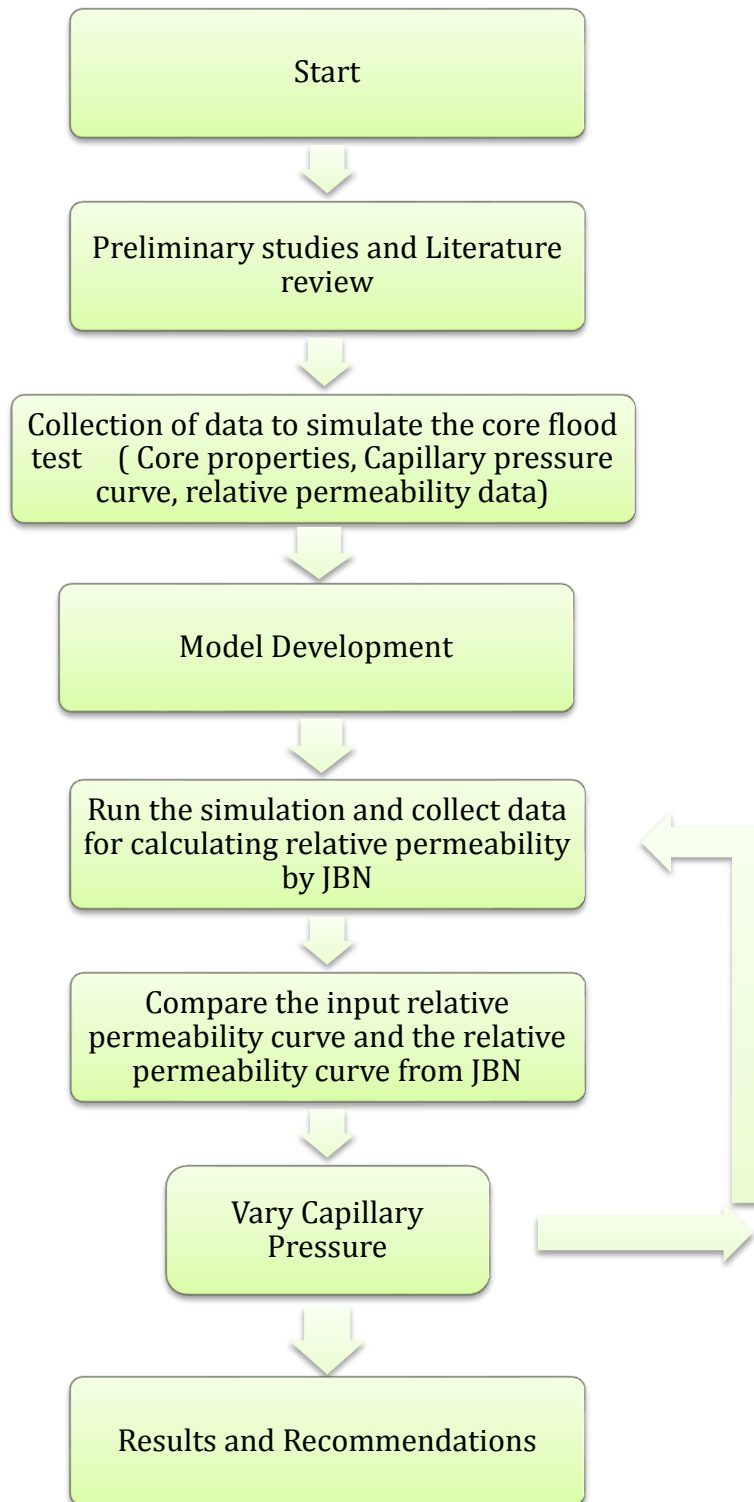 Start
Preliminary studies and Literature
review
Collection of data to simulate the core flood
test ( Core properties, Capillary pressure
curve, relative permeability data)
Model Development
Run the simulation and collect data
for calculating relative permeability
by JBN
Compare the input relative
permeability curve and the relative
permeability curve from JBN
Vary Capillary
Pressure
Results and Recommendations